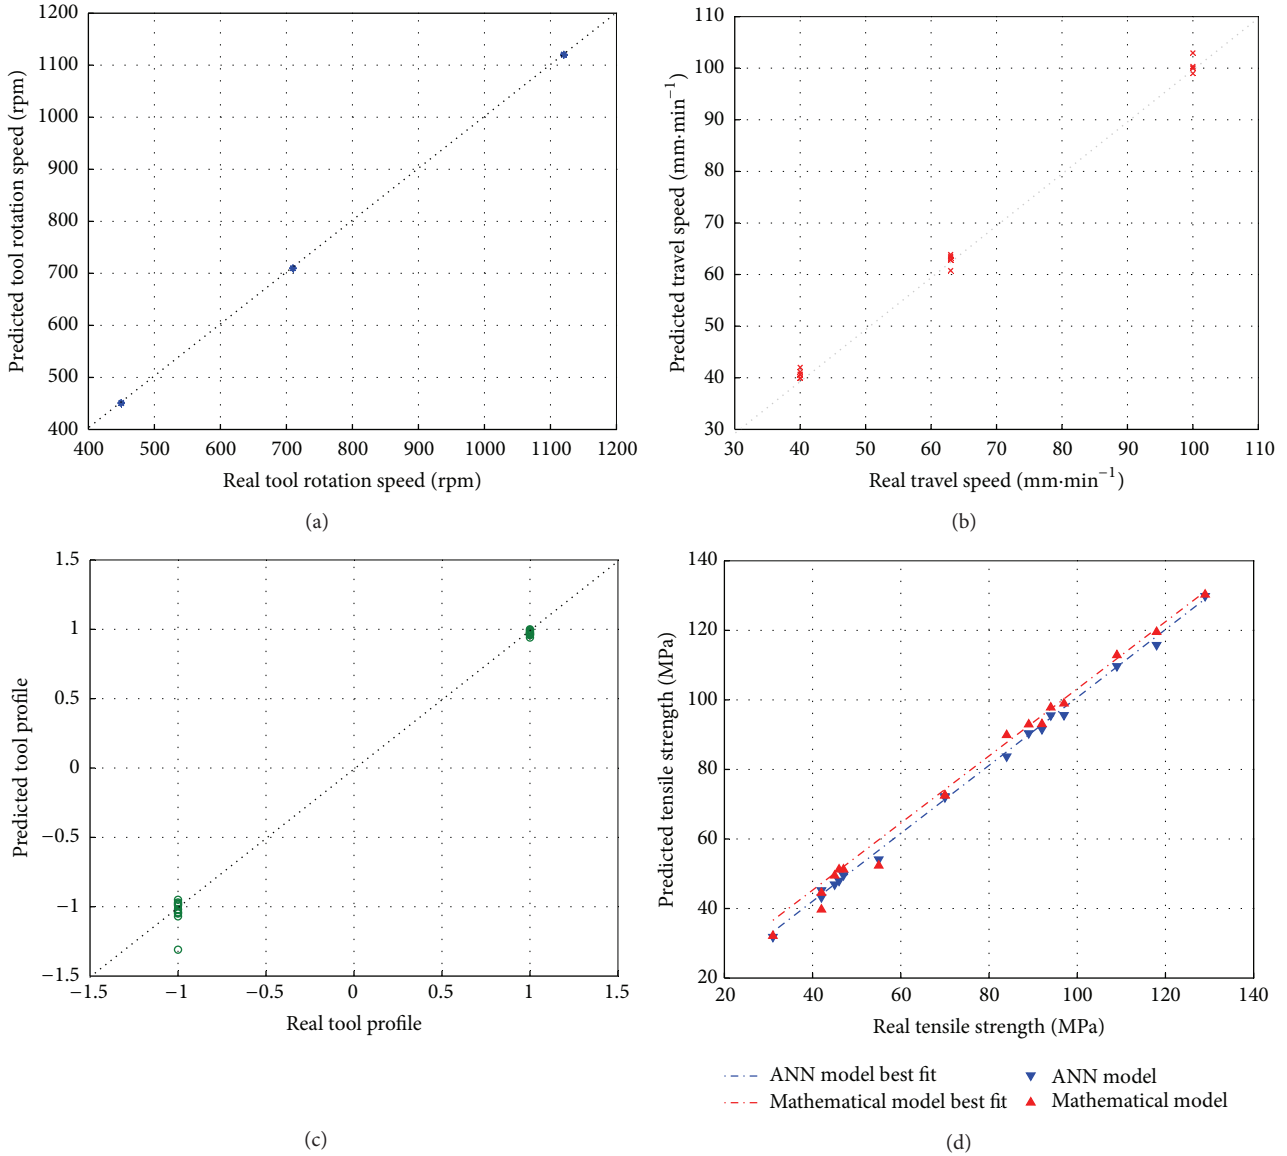 1200
1100
1000
900
800
700
600
500
400
400 500 600 700 800 900 1000 1100 1200
Predicted tool rotation speed (rpm)
Real tool rotation speed (rpm)
(a)
110
100
90
80
70
60
50
40
30
30 40 50 60 70 80 90 100 110
Predicted travel speed (mm·min−1)
Real travel speed (mm·min−1)
(b)
1.5
1
0.5
0
−0.5
−1
−1.5
−1.5 −1 −0.5 0 0.5 1 1.5
Predicted tool profile
Real tool profile
(c)
140
120
100
80
60
40
20
20 40 60 80 100 120 140
Predicted tensile strength (MPa)
Real tensile strength (MPa)
ANN model best fit
Mathematical model best fit
ANN model
Mathematical model
(d)